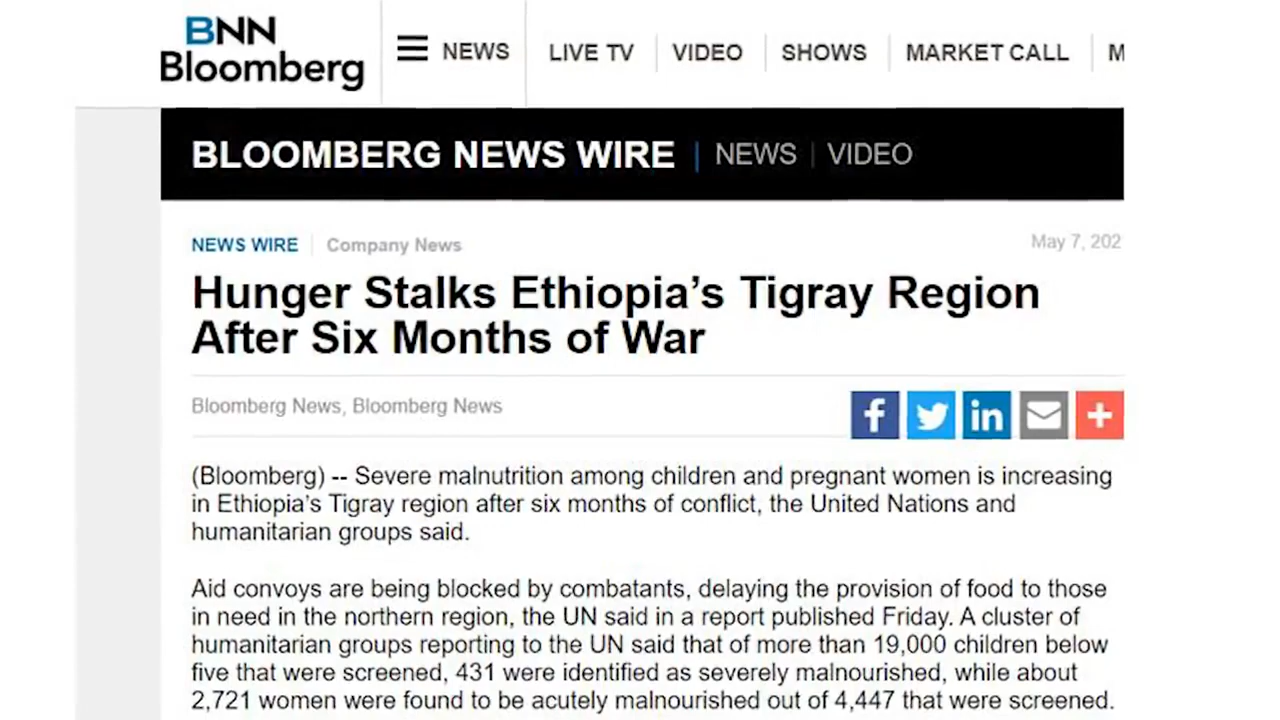 BNN
Bloomberg
NEWS
LIVE TV
VIDEO
SHOWS
MARKET CALL
M
BLOOMBERG NEWS WIRE | NEWS | VIDEO
NEWS WIRE | Company News
May 7, 202
Hunger Stalks Ethiopia’s Tigray Region
After Six Months of War
Bloomberg News, Bloomberg News
(Bloomberg) -- Severe malnutrition among children and pregnant women is increasing
in Ethiopia’s Tigray region after six months of conflict, the United Nations and
humanitarian groups said.
Aid convoys are being blocked by combatants, delaying the provision of food to those
in need in the northern region, the UN said in a report published Friday. A cluster of
humanitarian groups reporting to the UN said that of more than 19,000 children below
five that were screened, 431 were identified as severely malnourished, while about
2,721 women were found to be acutely malnourished out of 4,447 that were screened.